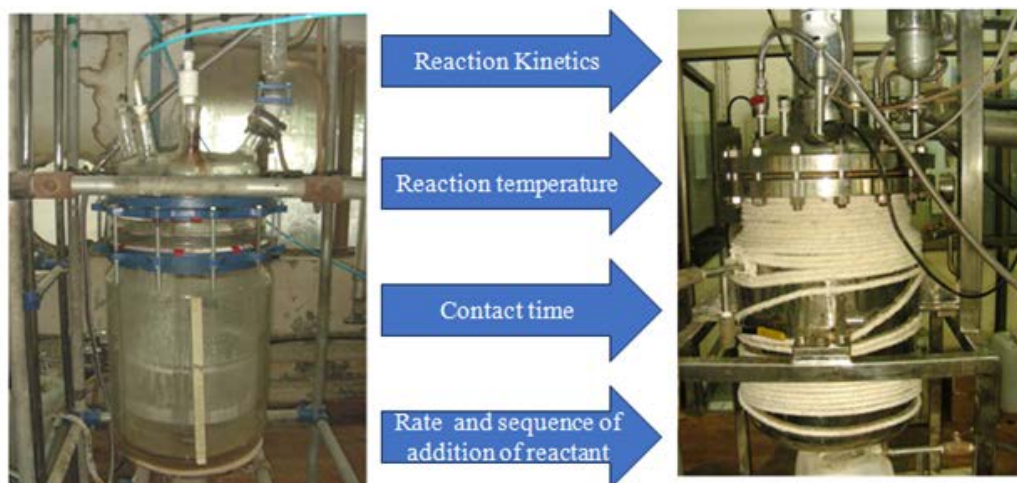 Reaction Kinetics
Reaction temperature
Contact time
Rate and sequence of
addition of reactant